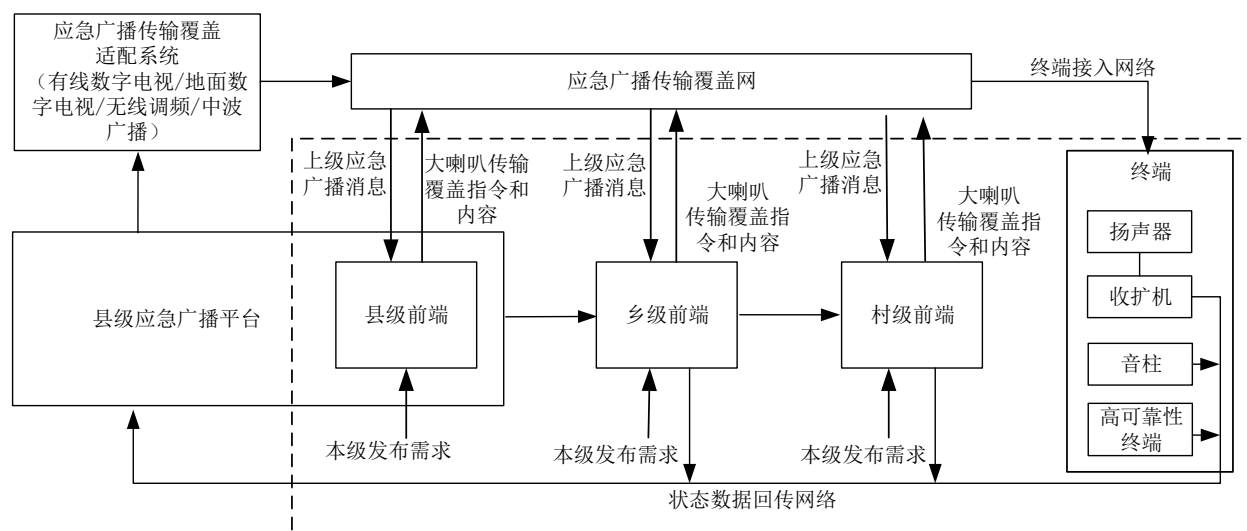 应急广播传输覆盖
适配系统
（有线数字电视/地面数
字电视/无线调频/中波
广播）
应急广播传输覆盖网
终端接入网络
上级应急
广播消息
大喇叭传输
覆盖指令和
内容
上级应急
广播消息
大喇叭
传输覆盖指
令和内容
上级应急
广播消息
大喇叭
传输覆盖指
令和内容
终端
扬声器
收扩机
音柱
高可靠性
终端
县级应急广播平台
县级前端
乡级前端
村级前端
本级发布需求
本级发布需求
本级发布需求
状态数据回传网络